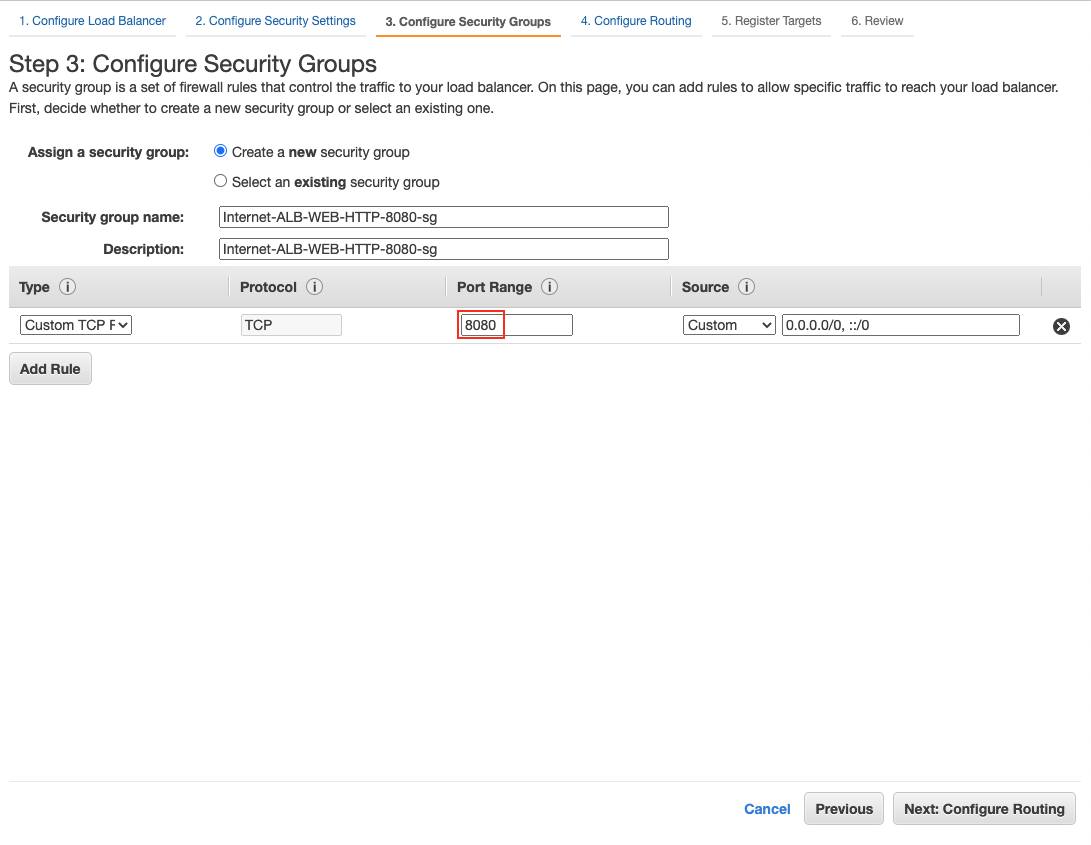 1. Configure Load Balancer 2. Configure Security Settings 3. Configure Security Groups 4. Configure Routing 5. Register Targets 6. Review
Step 3: Configure Security Groups
A security group is a set of firewall rules that control the traffic to your load balancer. On this page, you can add rules to allow specific traffic to reach your load balancer.
First, decide whether to create a new security group or select an existing one.
Assign a security group: Create a new security group
Select an existing security group
Security group name: Internet-ALB-WEB-HTTP-8080-sg
Description: Internet-ALB-WEB-HTTP-8080-sg
Type i Protocol i Port Range i Source i
Custom TCP F TCP 8080 Custom 0.0.0.0/0, ::/0
Add Rule
Cancel Previous Next: Configure Routing